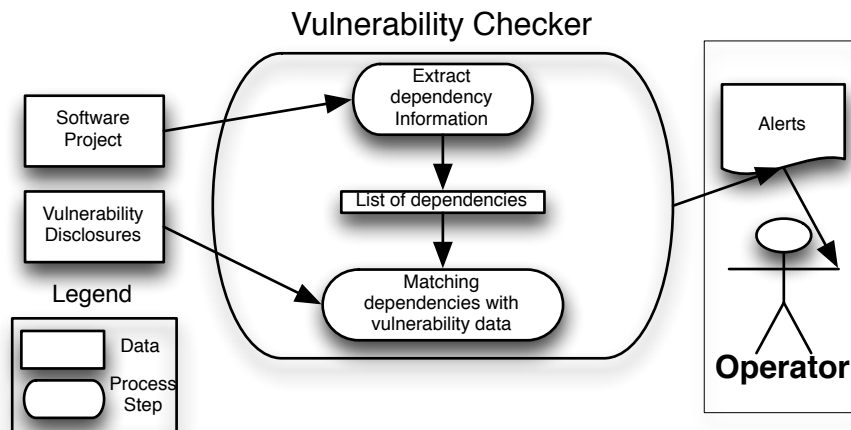 Vulnerability Checker
Software
Project
Extract
dependency
Information
Alerts
Vulnerability
Disclosures
List of dependencies
Matching
dependencies with
vulnerability data
Operator
Legend
Data
Process
Step